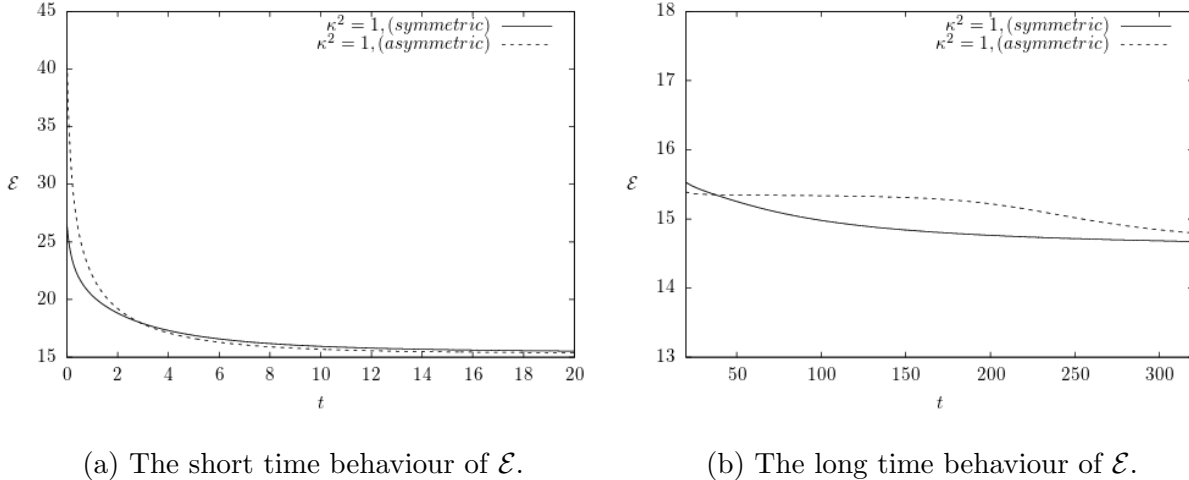 45
40
35
30
25
20
15
ℰ
0 2 4 6 8 10 12 14 16 18 20
t
κ² = 1, (symmetric)
κ² = 1, (asymmetric)
(a) The short time behaviour of ℰ.
18
17
16
15
14
13
ℰ
50 100 150 200 250 300
t
κ² = 1, (symmetric)
κ² = 1, (asymmetric)
(b) The long time behaviour of ℰ.